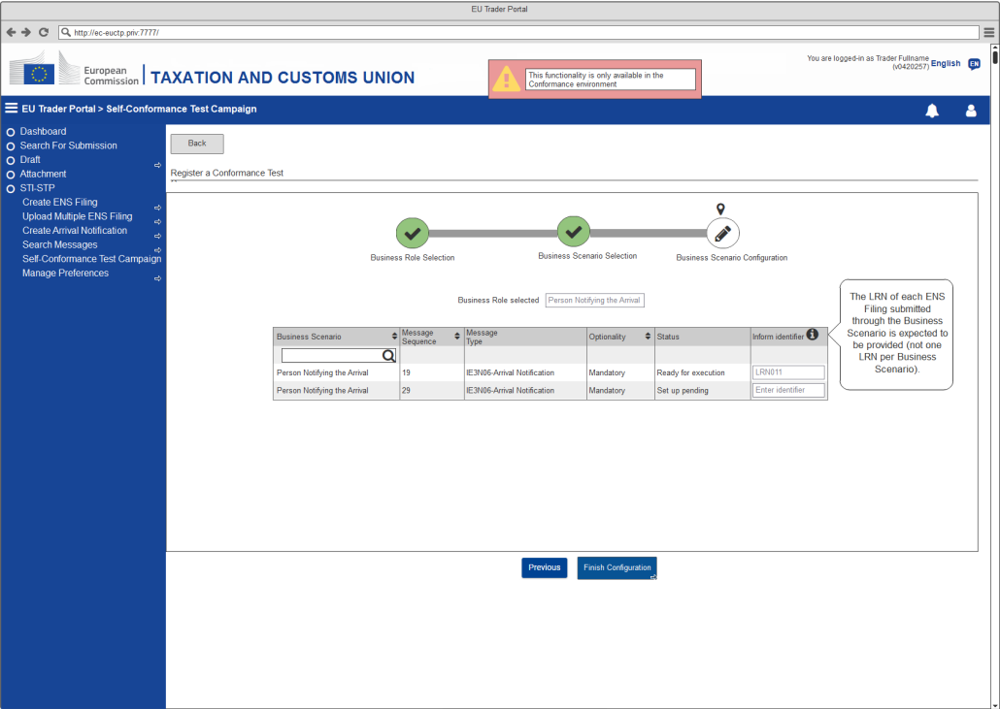 EU Trader Portal
http://ec-euctp.priv:7777/
European
Commission
TAXATION AND CUSTOMS UNION
This functionality is only available in the
Conformance environment
You are logged-in as Trader Fullname
(v0420257)
English
EN
EU Trader Portal > Self-Conformance Test Campaign
Dashboard
Search For Submission
Draft
Attachment
STI-STP
Create ENS Filing
Upload Multiple ENS Filing
Create Arrival Notification
Search Messages
Self-Conformance Test Campaign
Manage Preferences
Back
Register a Conformance Test
Business Role Selection
Business Scenario Selection
Business Scenario Configuration
Business Role selected
Person Notifying the Arrival
Business Scenario
Message
Sequence
Message
Type
Optionality
Status
Inform identifier
Person Notifying the Arrival 19 IE3N06-Arrival Notification Mandatory Ready for execution LRN011
Person Notifying the Arrival 29 IE3N06-Arrival Notification Mandatory Set up pending Enter identifier
The LRN of each ENS
Filing submitted
through the Business
Scenario is expected to
be provided (not one
LRN per Business
Scenario).
Previous
Finish Configuration